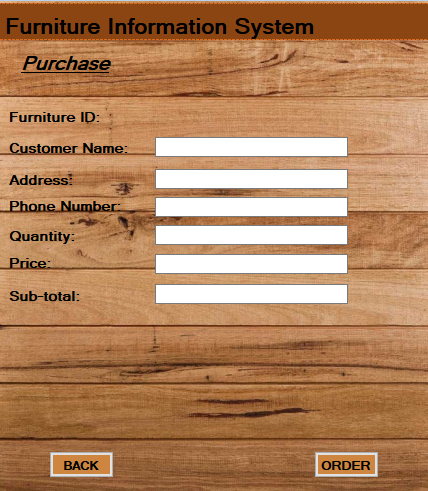 Furniture Information System
Purchase
Furniture ID:
Customer Name:
Address:
Phone Number:
Quantity:
Price:
Sub-total:
BACK
ORDER